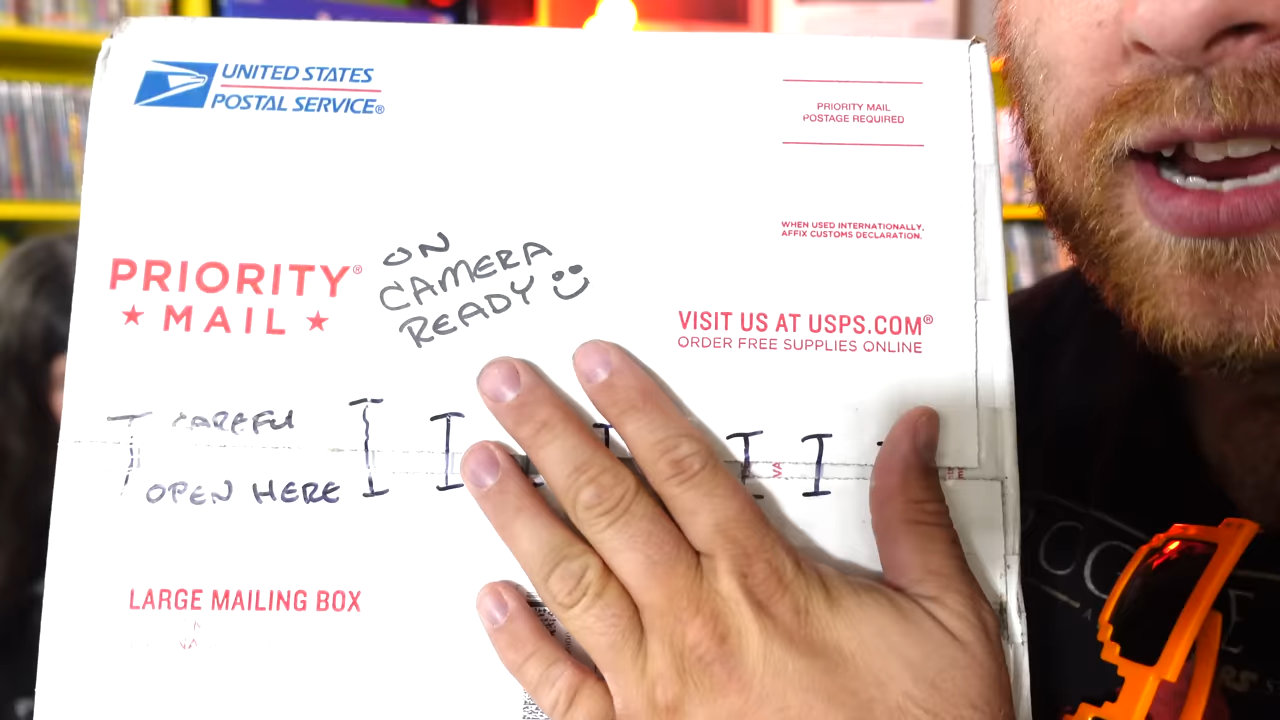 UNITED STATES
POSTAL SERVICE®
PRIORITY MAIL
POSTAGE REQUIRED
WHEN USED INTERNATIONALLY,
AFFIX CUSTOMS DECLARATION.
PRIORITY®
★ MAIL ★
ON
CAMERA
READY
VISIT US AT USPS.COM®
ORDER FREE SUPPLIES ONLINE
CAREFUL
OPEN HERE
LARGE MAILING BOX